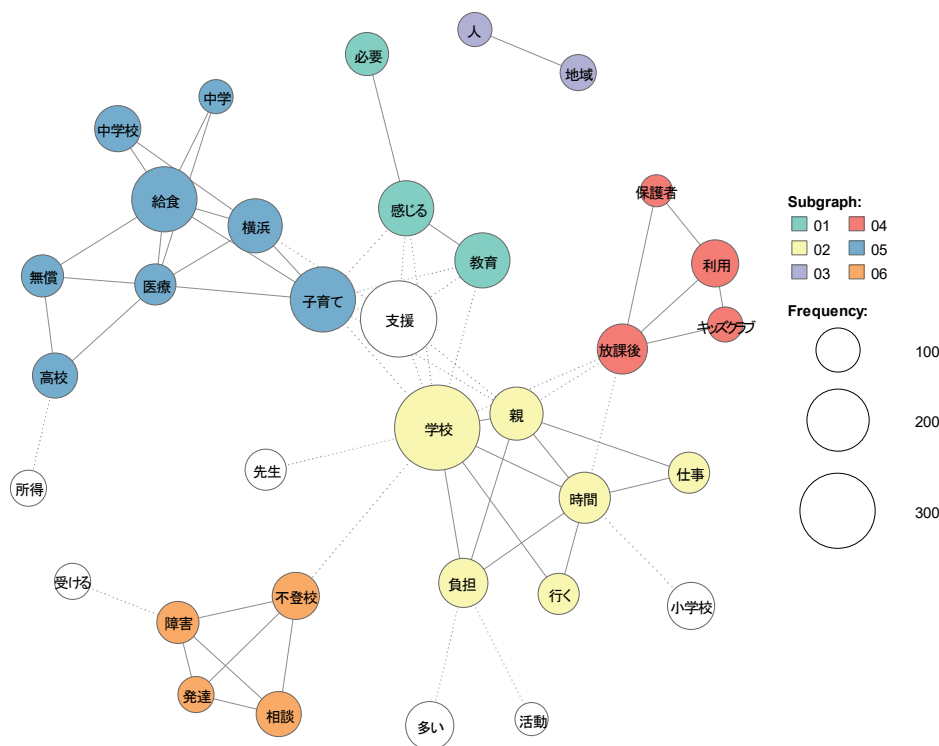 人
必要
地域
中学
中学校
保護者
給食
感じる
横浜
教育
利用
無償
医療
子育て
支援
キッズクラブ
放課後
高校
親
学校
先生
仕事
所得
時間
受ける
負担
行く
不登校
小学校
障害
発達
相談
多い
活動
Subgraph:
01 04
02 05
03 06
Frequency:
100
200
300